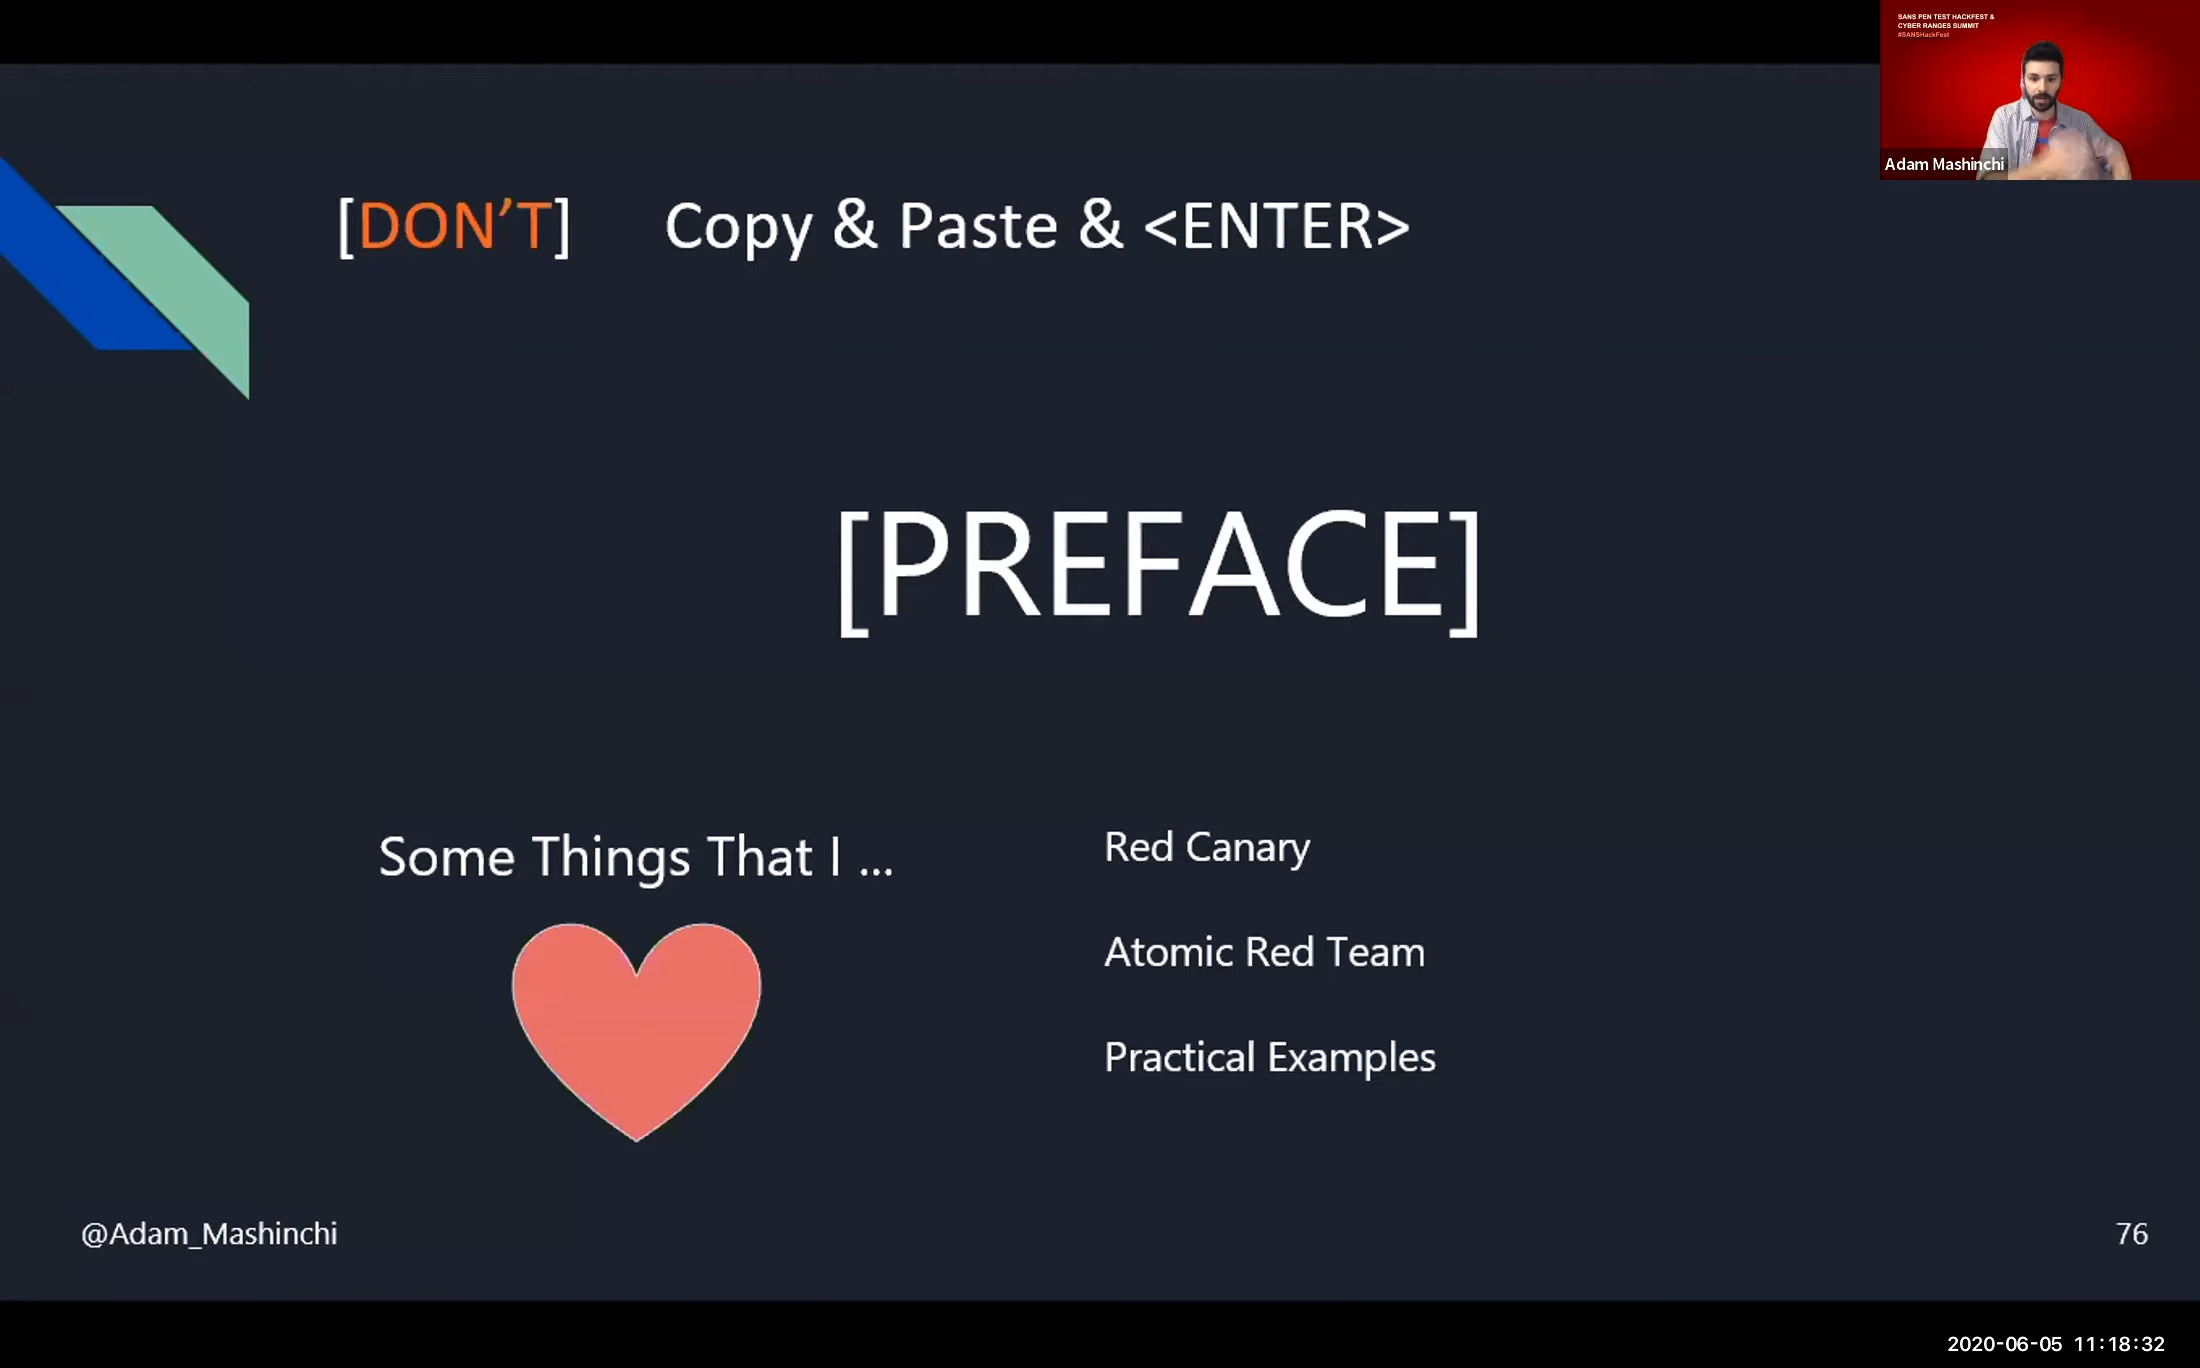 SANS PEN TEST HACKFEST &
CYBER RANGES SUMMIT
#SANSHackFest
Adam Mashinchi
[DON’T] Copy & Paste & <ENTER>
[PREFACE]
Some Things That I ...
Red Canary
Atomic Red Team
Practical Examples
@Adam_Mashinchi
76
2020-06-05 11:18:32